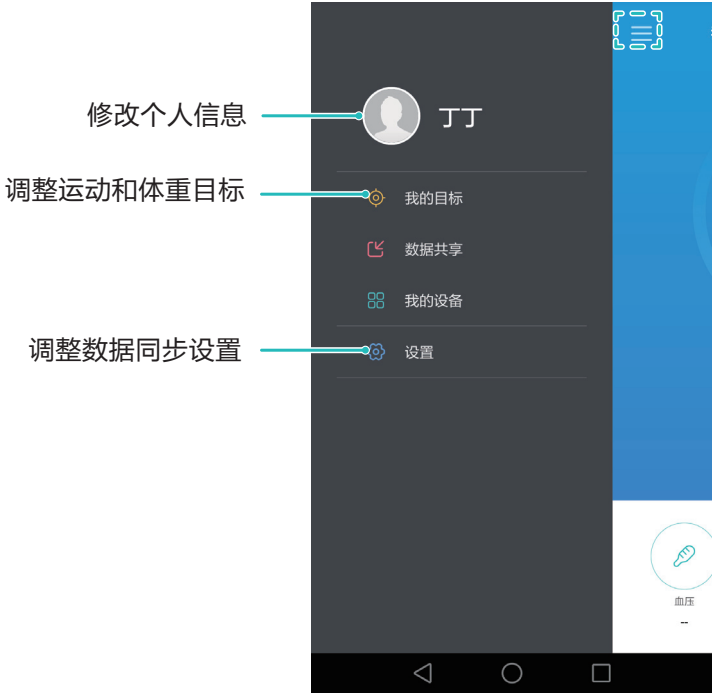 修改个人信息
丁丁
调整运动和体重目标
我的目标
数据共享
我的设备
调整数据同步设置
设置
血压
--